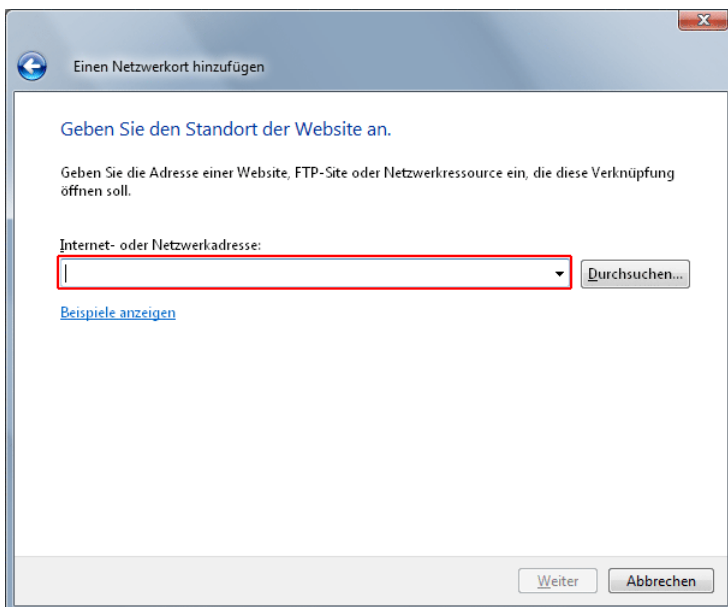 Einen Netzwerkort hinzufügen
Geben Sie den Standort der Website an.
Geben Sie die Adresse einer Website, FTP-Site oder Netzwerkressource ein, die diese Verknüpfung
öffnen soll.
Internet- oder Netzwerkadresse:
Durchsuchen...
Beispiele anzeigen
Weiter
Abbrechen